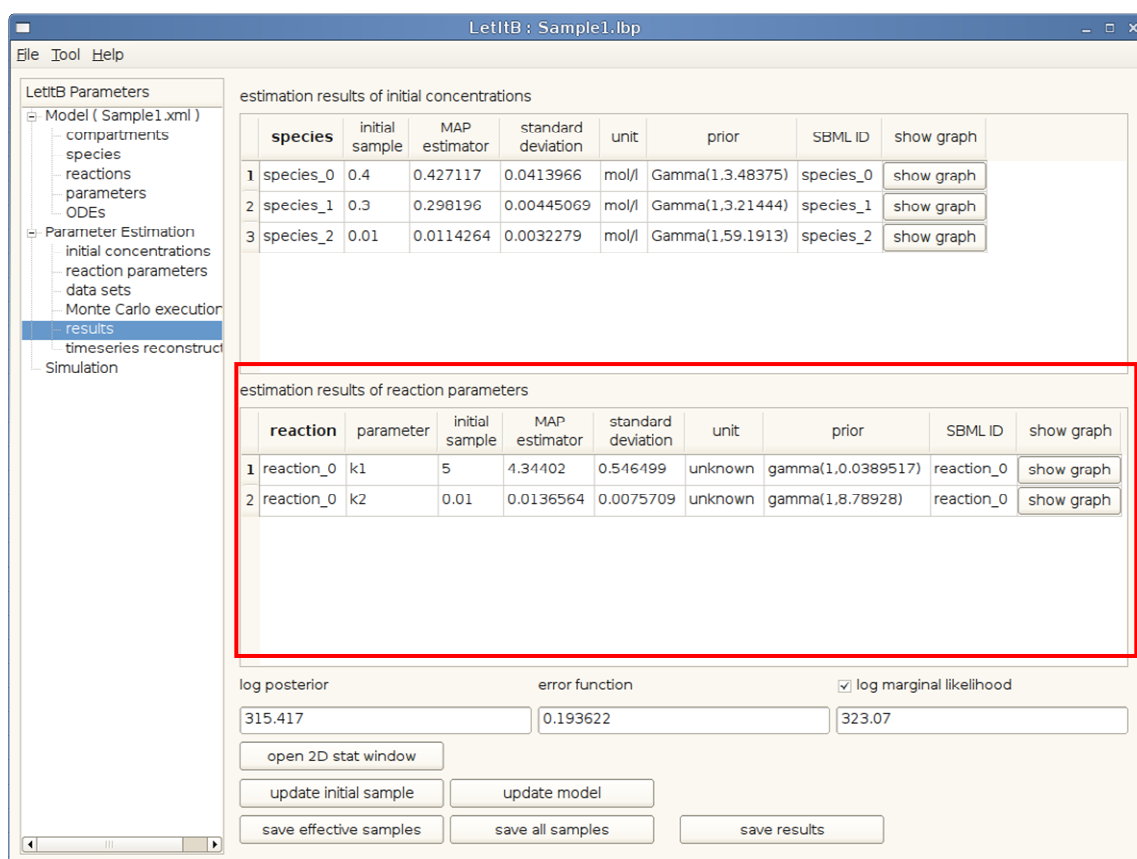 LetItB : Sample1.lbp
File Tool Help
LetItB Parameters
Model ( Sample1.xml )
compartments
species
reactions
parameters
ODEs
Parameter Estimation
initial concentrations
reaction parameters
data sets
Monte Carlo execution
results
timeseries reconstruct
Simulation
estimation results of initial concentrations
species initial sample MAP estimator standard deviation unit prior SBML ID show graph
1 species_0 0.4 0.427117 0.0413966 mol/l Gamma(1,3.48375) species_0 show graph
2 species_1 0.3 0.298196 0.00445069 mol/l Gamma(1,3.21444) species_1 show graph
3 species_2 0.01 0.0114264 0.0032279 mol/l Gamma(1,59.1913) species_2 show graph
estimation results of reaction parameters
reaction parameter initial sample MAP estimator standard deviation unit prior SBML ID show graph
1 reaction_0 k1 5 4.34402 0.546499 unknown gamma(1,0.0389517) reaction_0 show graph
2 reaction_0 k2 0.01 0.0136564 0.0075709 unknown gamma(1,8.78928) reaction_0 show graph
log posterior error function log marginal likelihood
315.417 0.193622 323.07
open 2D stat window
update initial sample update model
save effective samples save all samples save results